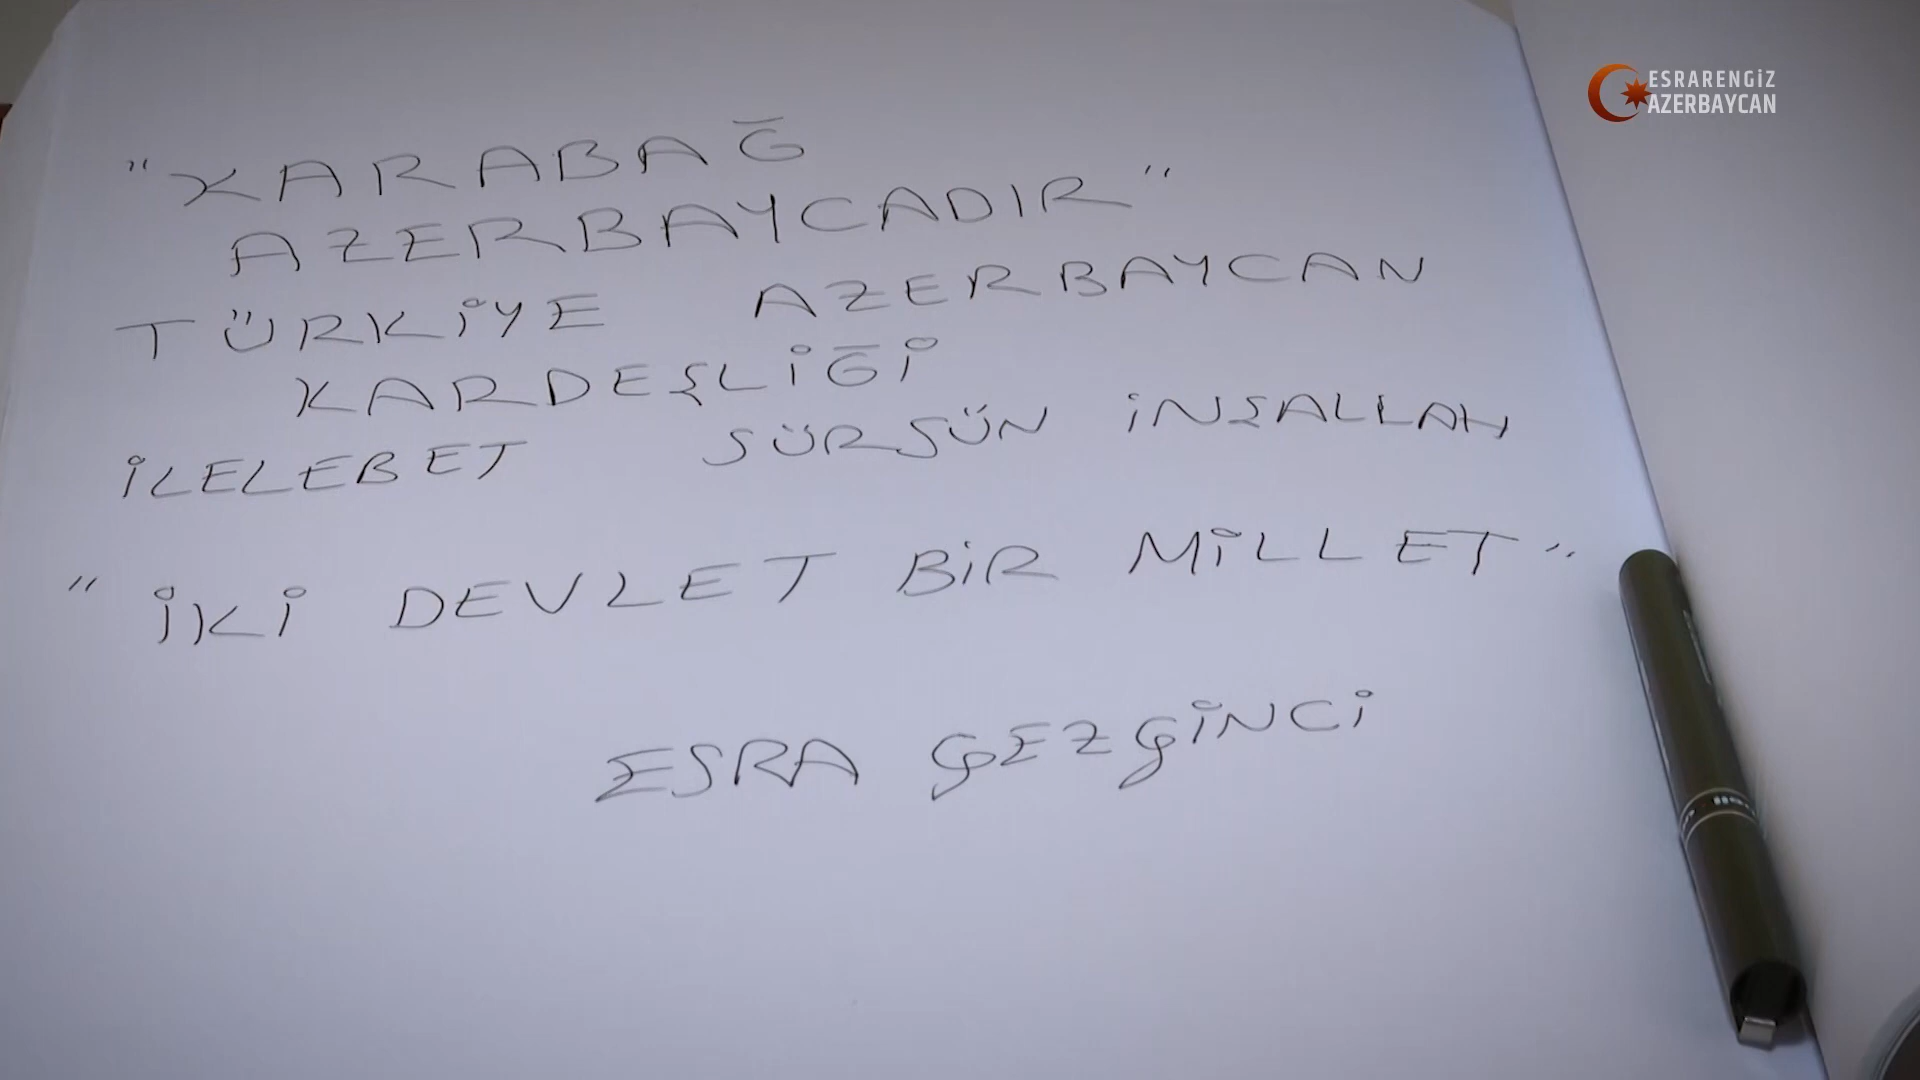 "KARABAĞ
AZERBAYCADIR"
TÜRKİYE AZERBAYCAN
KARDEŞLİĞİ
İLELEBET SÜRSÜN İNŞALLAH
"İKİ DEVLET BİR MİLLET"
ESRA GEZGİNCİ
ESRARENGİZ
AZERBAYCAN